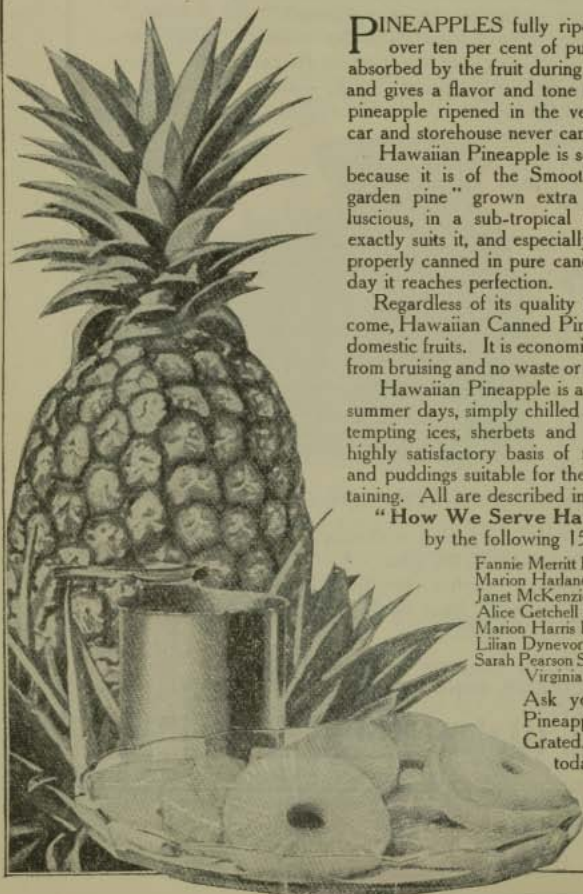 PINEAPPLES fully rip
over ten per cent of pu
absorbed by the fruit during
and gives a flavor and tone
pineapple ripened in the ve
car and storehouse never can
Hawaiian Pineapple is s
because it is of the Smoot
garden pine" grown extra
luscious, in a sub-tropical
exactly suits it, and especiall
properly canned in pure can
day it reaches perfection.
Regardless of its quality
come, Hawaiian Canned Pin
domestic fruits. It is economi
from bruising and no waste or
Hawaiian Pineapple is a
summer days, simply chilled
tempting ices, sherbets and
highly satisfactory basis of
and puddings suitable for the
taining. All are described in
"How We Serve Ha
by the following 15
Fannie Merritt
Marion Harland
Janet McKenzi
Alice Getchell
Marion Harris
Lilian Dynevor
Sarah Pearson S
Virginia
Ask yo
Pineapp
Grated.
toda